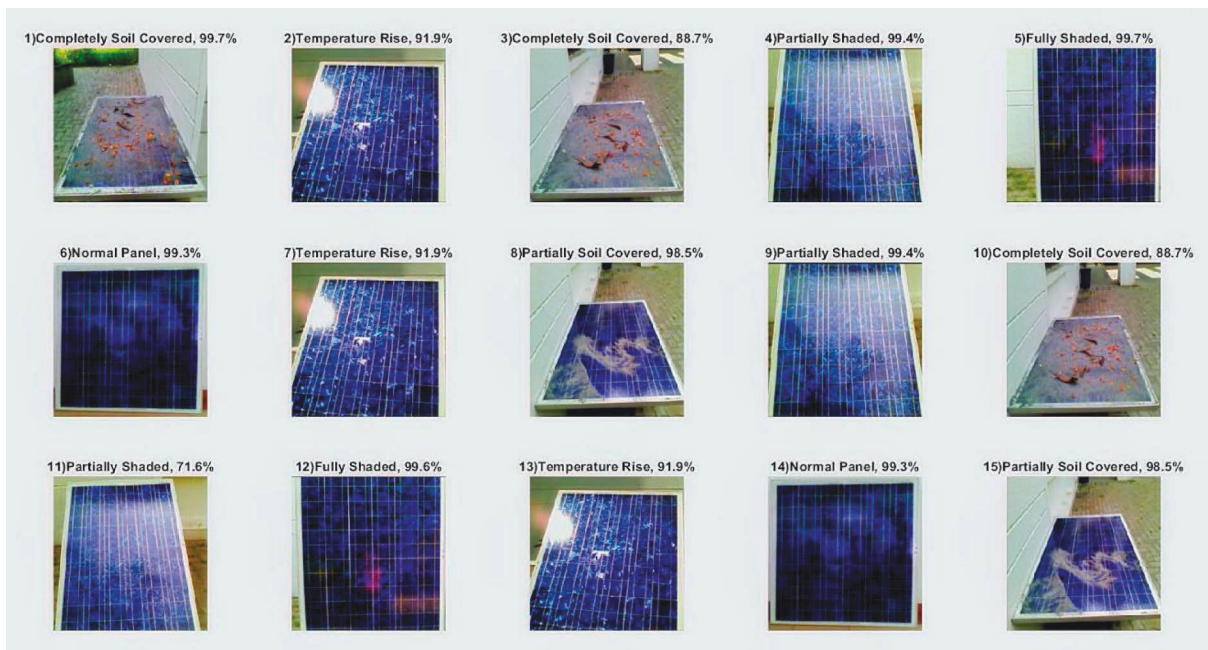 1)Completely Soil Covered, 99.7%
2)Temperature Rise, 91.9%
3)Completely Soil Covered, 88.7%
4)Partially Shaded, 99.4%
5)Fully Shaded, 99.7%
6)Normal Panel, 99.3%
7)Temperature Rise, 91.9%
8)Partially Soil Covered, 98.5%
9)Partially Shaded, 99.4%
10)Completely Soil Covered, 88.7%
11)Partially Shaded, 71.6%
12)Fully Shaded, 99.6%
13)Temperature Rise, 91.9%
14)Normal Panel, 99.3%
15)Partially Soil Covered, 98.5%